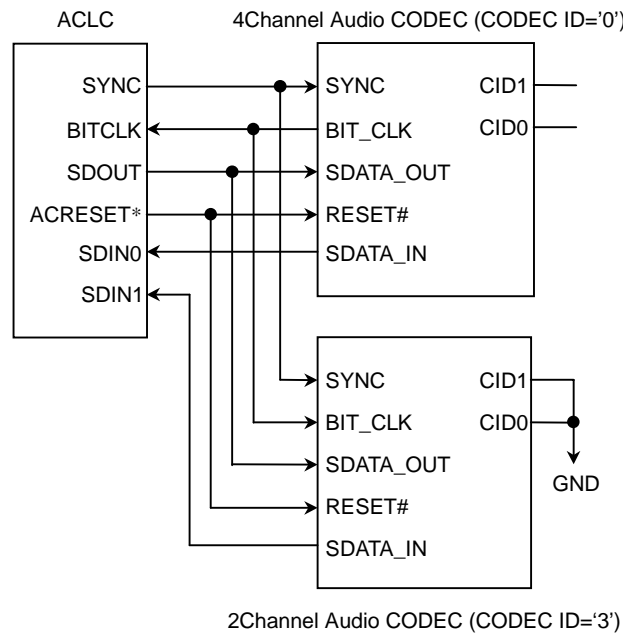 ACLC
4Channel Audio CODEC (CODEC ID='0')
SYNC
BITCLK
SDOUT
ACRESET*
SDIN0
SDIN1
SYNC
BIT_CLK
SDATA_OUT
RESET#
SDATA_IN
CID1
CID0
SYNC
BIT_CLK
SDATA_OUT
RESET#
SDATA_IN
CID1
CID0
GND
2Channel Audio CODEC (CODEC ID='3')